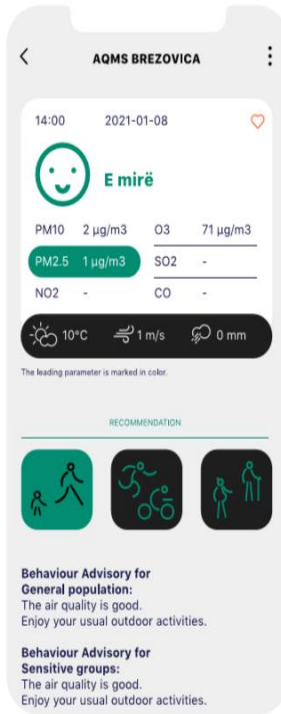 AQMS BREZOVICA
14:00 2021-01-08
E mirë
PM10 2 µg/m3 O3 71 µg/m3
PM2.5 1 µg/m3 SO2 -
NO2 - CO -
10°C 1 m/s 0 mm
The leading parameter is marked in color.
RECOMMENDATION
Behaviour Advisory for
General population:
The air quality is good.
Enjoy your usual outdoor activities.
Behaviour Advisory for
Sensitive groups:
The air quality is good.
Enjoy your usual outdoor activities.